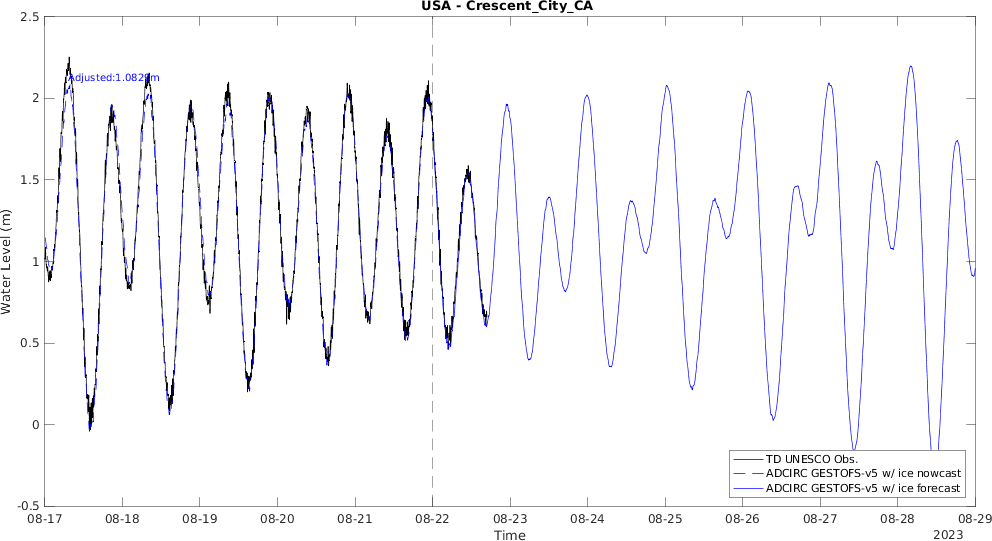 USA - Crescent_City_CA
2.5
2
1.5
1
0.5
0
-0.5
Water Level (m)
Adjusted:1.0829m
TD UNESCO Obs.
ADCIRC GESTOFS-v5 w/ ice nowcast
ADCIRC GESTOFS-v5 w/ ice forecast
08-17 08-18 08-19 08-20 08-21 08-22 08-23 08-24 08-25 08-26 08-27 08-28 08-29
Time
2023